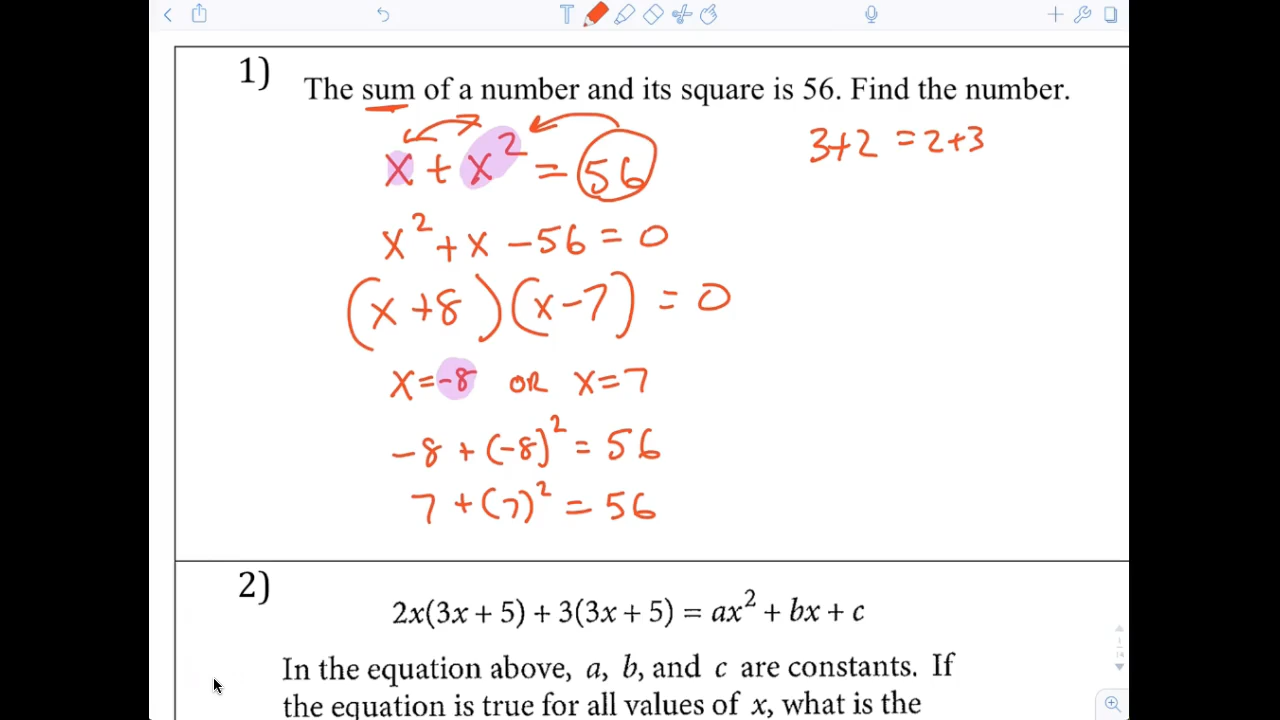 T
1)
The sum of a number and its square is 56. Find the number.
3+2 = 2+3
x + x² = 56
x² + x - 56 = 0
(x + 8)(x - 7) = 0
x = -8 OR x = 7
-8 + (-8)² = 56
7 + (7)² = 56
2)
2x(3x + 5) + 3(3x + 5) = ax² + bx + c
In the equation above, a, b, and c are constants. If
the equation is true for all values of x, what is the